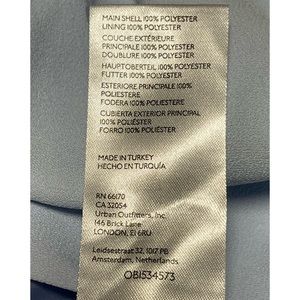 MAIN SHELL 100% POLYESTER
LINING 100% POLYESTER
COUCHE EXTÉRIEURE
PRINCIPALE 100% POLYESTER
DOUBLURE 100% POLYESTER
HAUPTOBERTEIL 100% POLYESTER
FUTTER 100% POLYESTER
ESTERIORE PRINCIPALE 100%
POLIESTERE
FODERA 100% POLIESTERE
CUBIERTA EXTERIOR PRINCIPAL
100% POLIÉSTER
FORRO 100% POLIÉSTER
MADE IN TURKEY
HECHO EN TURQUÍA
RN 66170
CA 32054
Urban Outfitters, Inc
146 Brick Lane
LONDON, E1 6RU
Leidsestraat 32, 1017 PB
Amsterdam, Netherlands
OB1534573